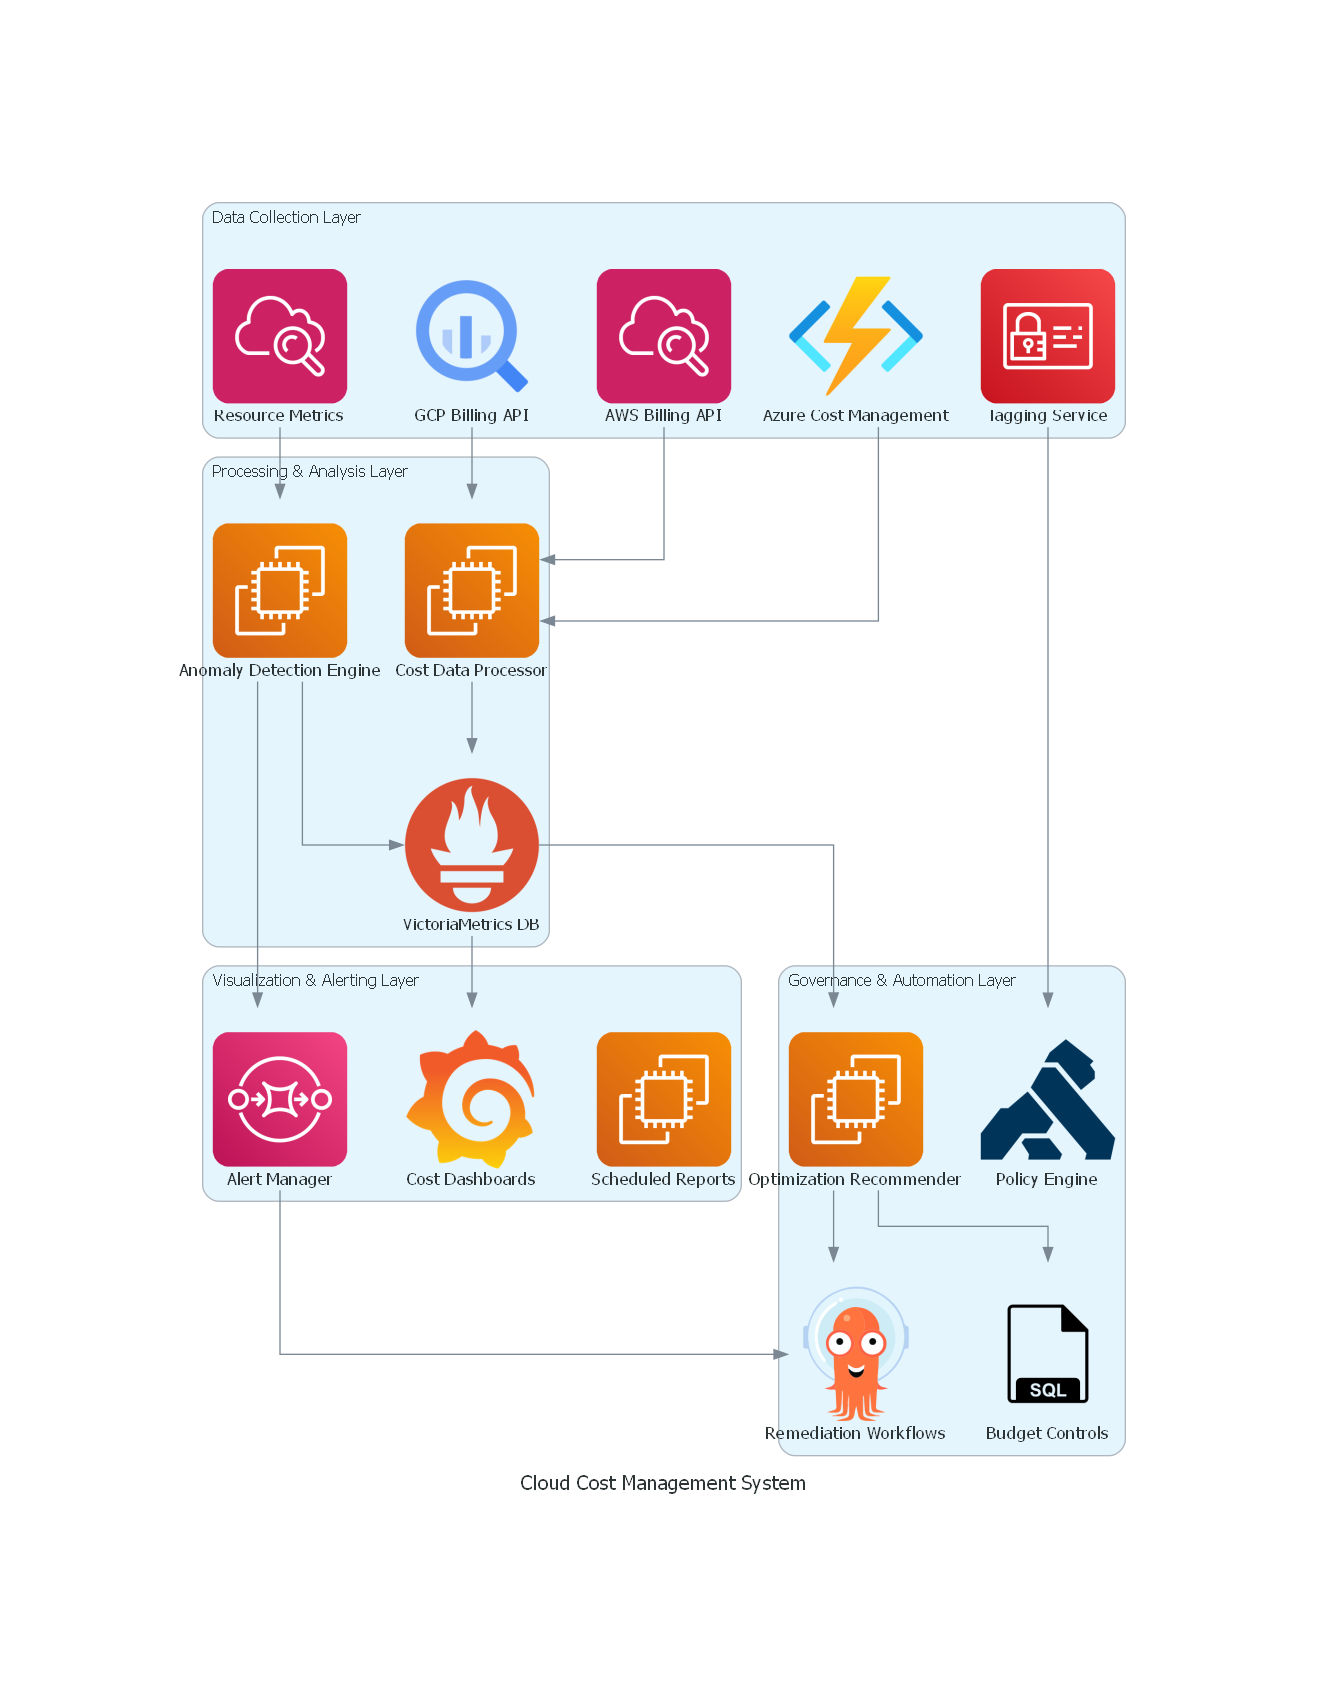 Data Collection Layer
Resource Metrics
GCP Billing API
AWS Billing API
Azure Cost Management
Tagging Service
Processing & Analysis Layer
Anomaly Detection Engine
Cost Data Processor
VictoriaMetrics DB
Visualization & Alerting Layer
Governance & Automation Layer
Alert Manager
Cost Dashboards
Scheduled Reports
Optimization Recommender
Policy Engine
SQL
Remediation Workflows
Budget Controls
Cloud Cost Management System